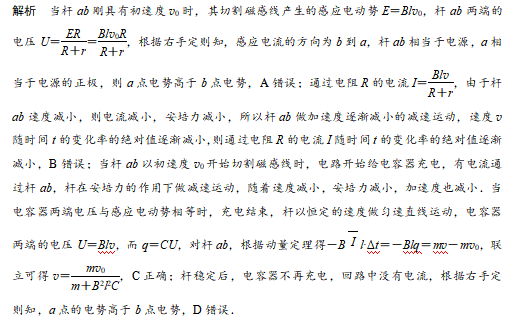 解析 当杆 ab 刚具有初速度 v₀ 时，其切割磁感线产生的感应电动势 E=Blv₀，杆 ab 两端的
电压 U=ER/(R+r)=Blv₀R/(R+r)，根据右手定则知，感应电流的方向为 b 到 a，杆 ab 相当于电源，a 相
当于电源的正极，则 a 点电势高于 b 点电势，A 错误；通过电阻 R 的电流 I=Blv/(R+r)，由于杆
ab 速度减小，则电流减小，安培力减小，所以杆 ab 做加速度逐渐减小的减速运动，速度 v
随时间 t 的变化率的绝对值逐渐减小,则通过电阻 R 的电流 I 随时间 t 的变化率的绝对值逐渐
减小，B 错误；当杆 ab 以初速度 v₀ 开始切割磁感线时，电路开始给电容器充电，有电流通
过杆 ab，杆在安培力的作用下做减速运动，随着速度减小，安培力减小，加速度也减小．当
电容器两端电压与感应电动势相等时，充电结束，杆以恒定的速度做匀速直线运动，电容器
两端的电压 U=Blv，而 q=CU，对杆 ab，根据动量定理得－B I̅ l·Δt=－Blq=mv－mv₀，联
立可得 v=mv₀/(m+B²l²C)，C 正确；杆稳定后，电容器不再充电，回路中没有电流，根据右手定
则知，a 点的电势高于 b 点电势，D 错误．